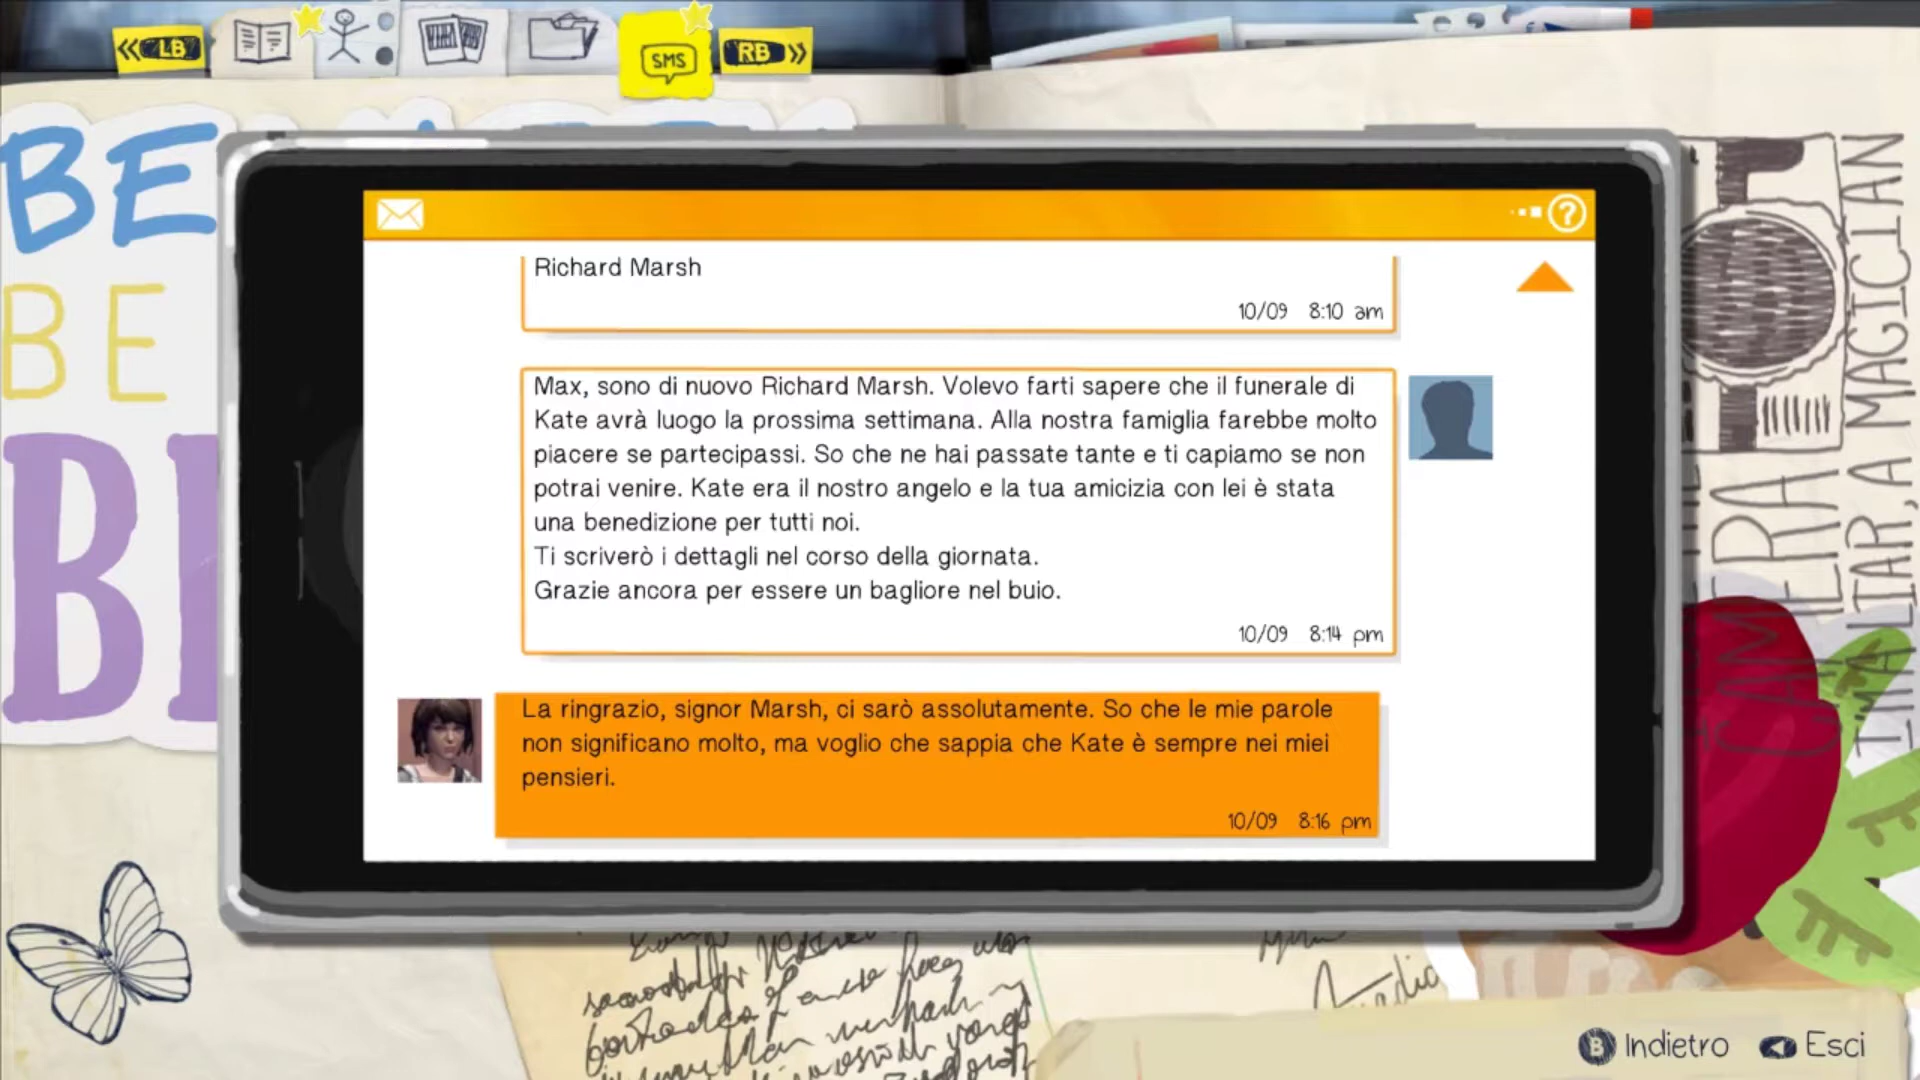 LB
SMS
RB
BE
BE
Richard Marsh
10/09 8:10 am
Max, sono di nuovo Richard Marsh. Volevo farti sapere che il funerale di
Kate avrà luogo la prossima settimana. Alla nostra famiglia farebbe molto
piacere se partecipassi. So che ne hai passate tante e ti capiamo se non
potrai venire. Kate era il nostro angelo e la tua amicizia con lei è stata
una benedizione per tutti noi.
Ti scriverò i dettagli nel corso della giornata.
Grazie ancora per essere un bagliore nel buio.
10/09 8:14 pm
La ringrazio, signor Marsh, ci sarò assolutamente. So che le mie parole
non significano molto, ma voglio che sappia che Kate è sempre nei miei
pensieri.
10/09 8:16 pm
CAMERA
LIAR, A MAGICIAN
B Indietro
Esci